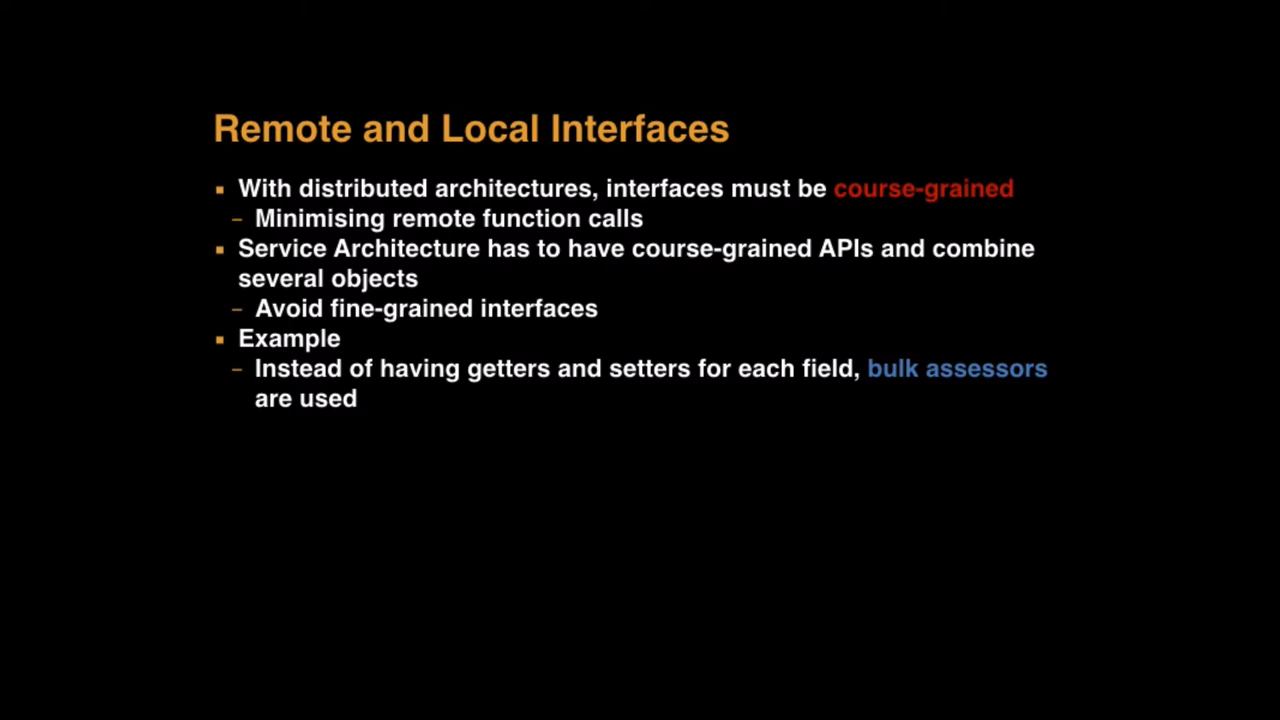 Remote and Local Interfaces
▪ With distributed architectures, interfaces must be course-grained
– Minimising remote function calls
▪ Service Architecture has to have course-grained APIs and combine
several objects
– Avoid fine-grained interfaces
▪ Example
– Instead of having getters and setters for each field, bulk assessors
are used